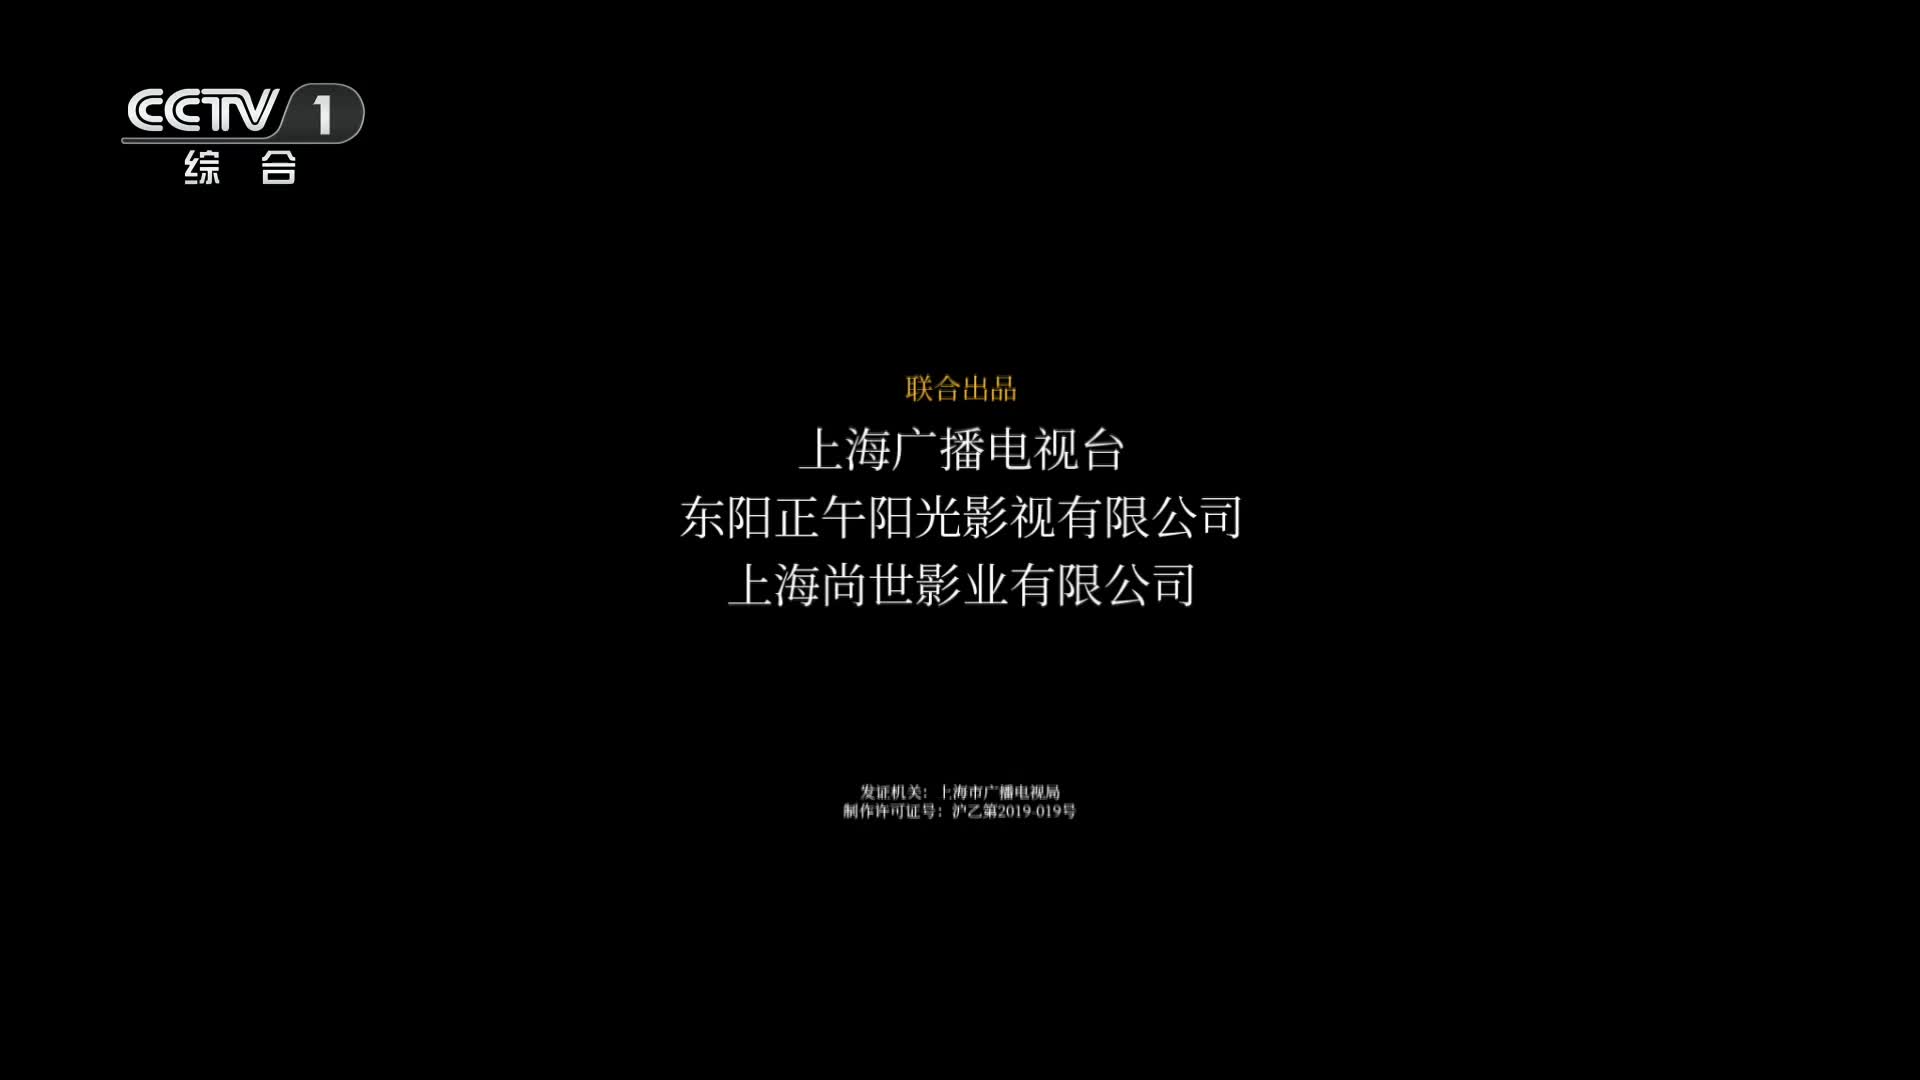 CCTV 1
综 合
联合出品
上海广播电视台
东阳正午阳光影视有限公司
上海尚世影业有限公司
发证机关：上海市广播电视局
制作许可证号：沪乙第2019-019号